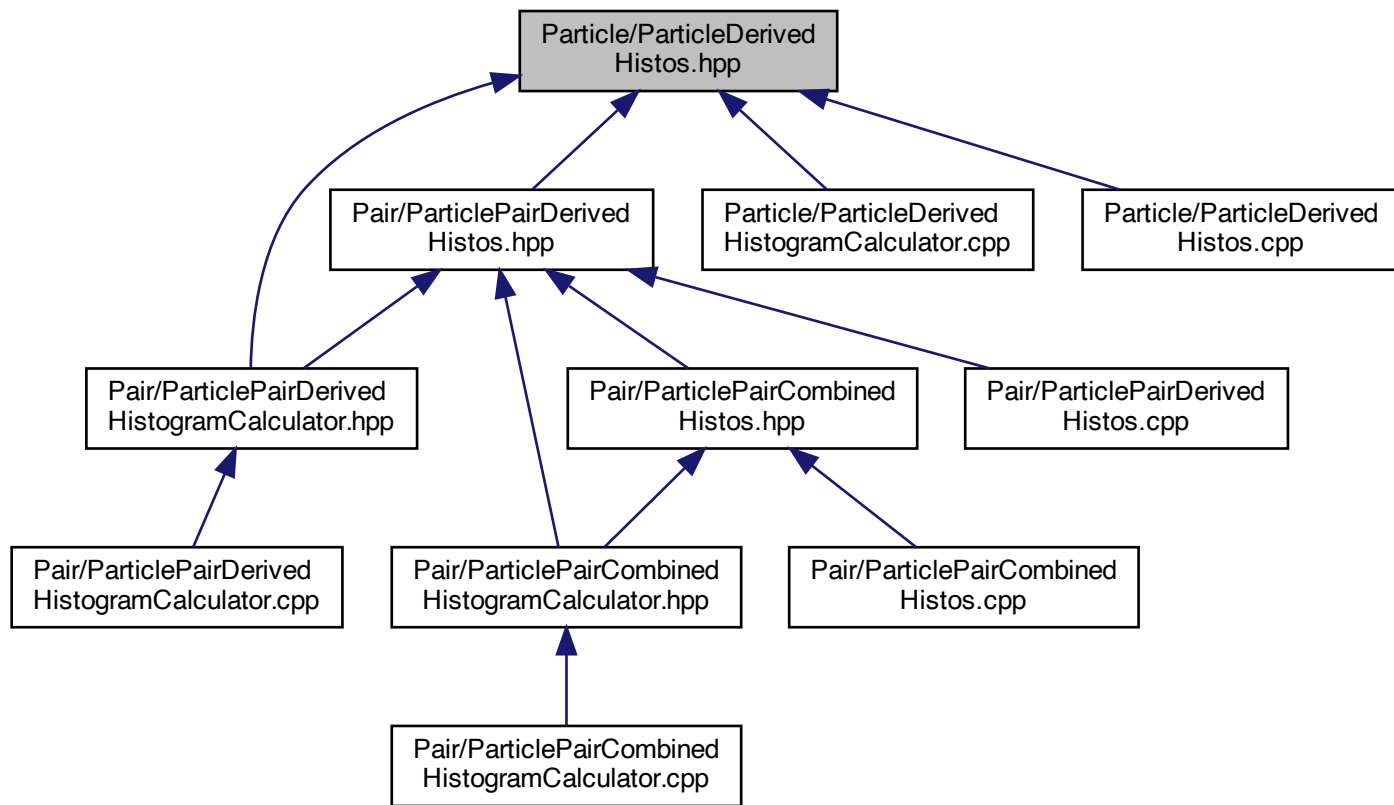 Particle/ParticleDerived
Histos.hpp
Pair/ParticlePairDerived
Histos.hpp
Particle/ParticleDerived
HistogramCalculator.cpp
Particle/ParticleDerived
Histos.cpp
Pair/ParticlePairDerived
HistogramCalculator.hpp
Pair/ParticlePairCombined
Histos.hpp
Pair/ParticlePairDerived
Histos.cpp
Pair/ParticlePairDerived
HistogramCalculator.cpp
Pair/ParticlePairCombined
HistogramCalculator.hpp
Pair/ParticlePairCombined
Histos.cpp
Pair/ParticlePairCombined
HistogramCalculator.cpp